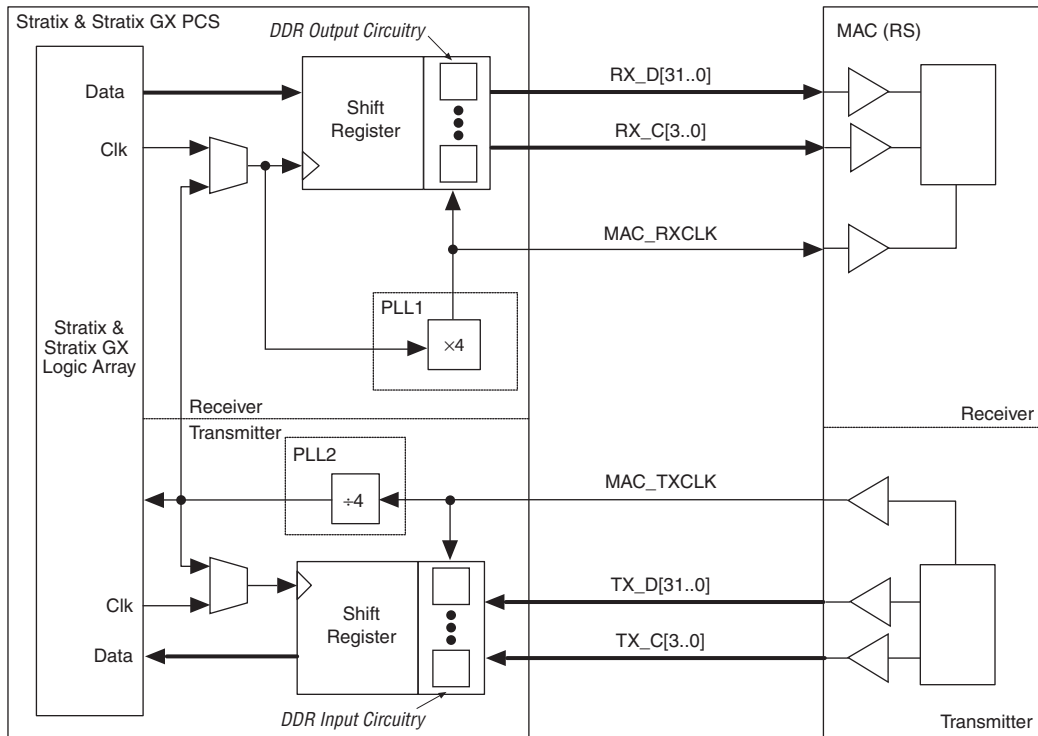 Stratix & Stratix GX PCS
DDR Output Circuitry
MAC (RS)
Data
Shift
Register
RX_D[31..0]
Clk
RX_C[3..0]
MAC_RXCLK
PLL1
×4
Stratix &
Stratix GX
Logic Array
Receiver
Receiver
Transmitter
PLL2
÷4
MAC_TXCLK
TX_D[31..0]
Clk
Shift
Register
TX_C[3..0]
Data
DDR Input Circuitry
Transmitter